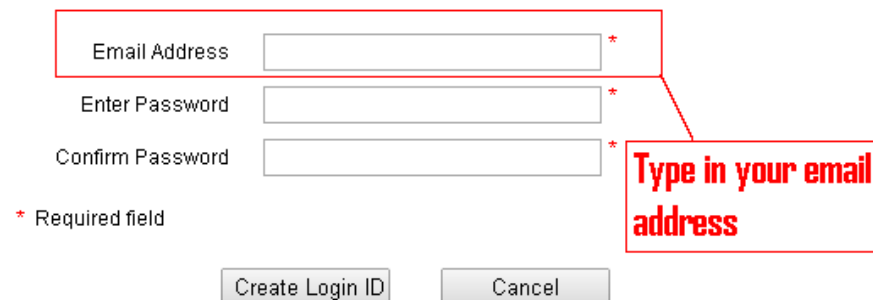 Email Address *
Enter Password *
Confirm Password *
Type in your email
address
* Required field
Create Login ID Cancel